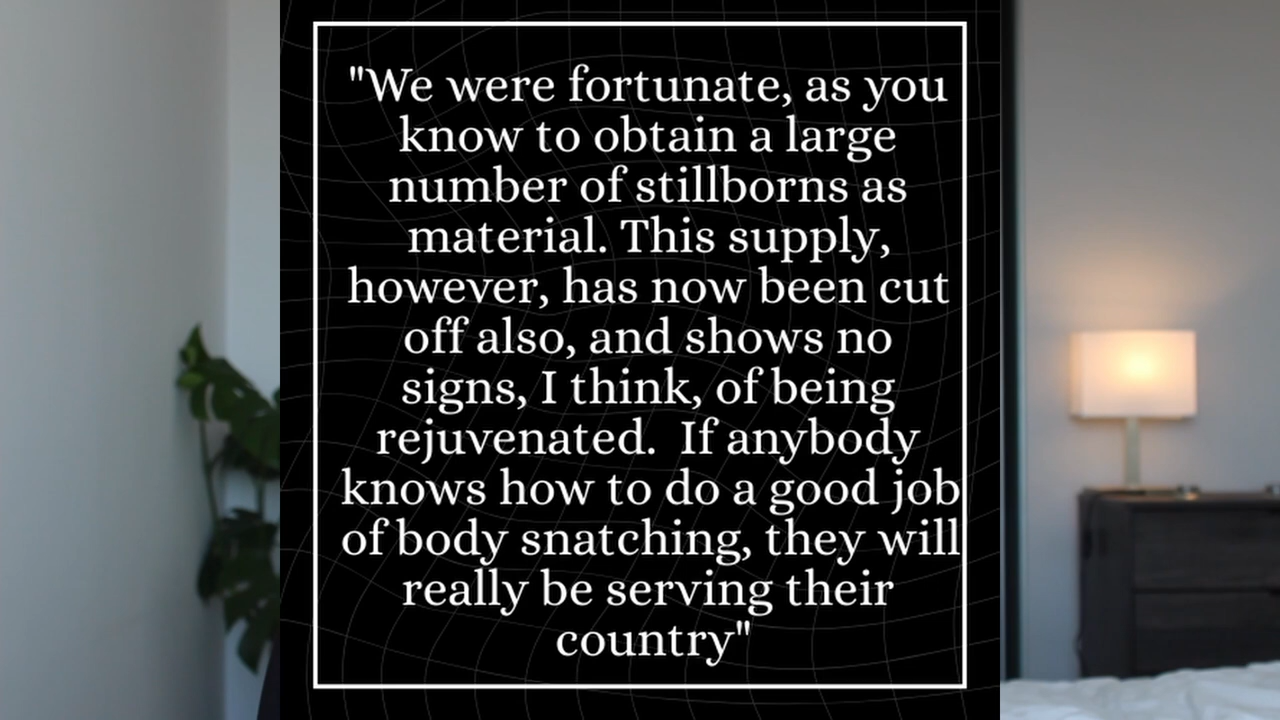 "We were fortunate, as you
know to obtain a large
number of stillborns as
material. This supply,
however, has now been cut
off also, and shows no
signs, I think, of being
rejuvenated.  If anybody
knows how to do a good job
of body snatching, they will
really be serving their
country"